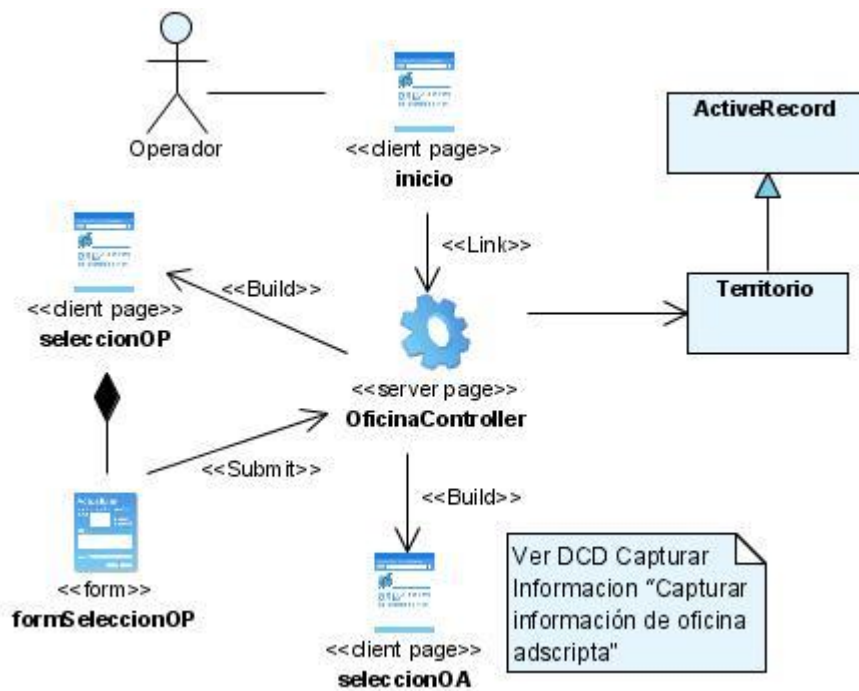 Operador
<<client page>>
inicio
ActiveRecord
<<Link>>
<<client page>>
seleccionOP
<<Build>>
Territorio
<<server page>>
OficinaController
<<Submit>>
<<Build>>
<<form>>
formSeleccionOP
<<client page>>
seleccionOA
Ver DCD Capturar
Informacion "Capturar
información de oficina
adscripta"